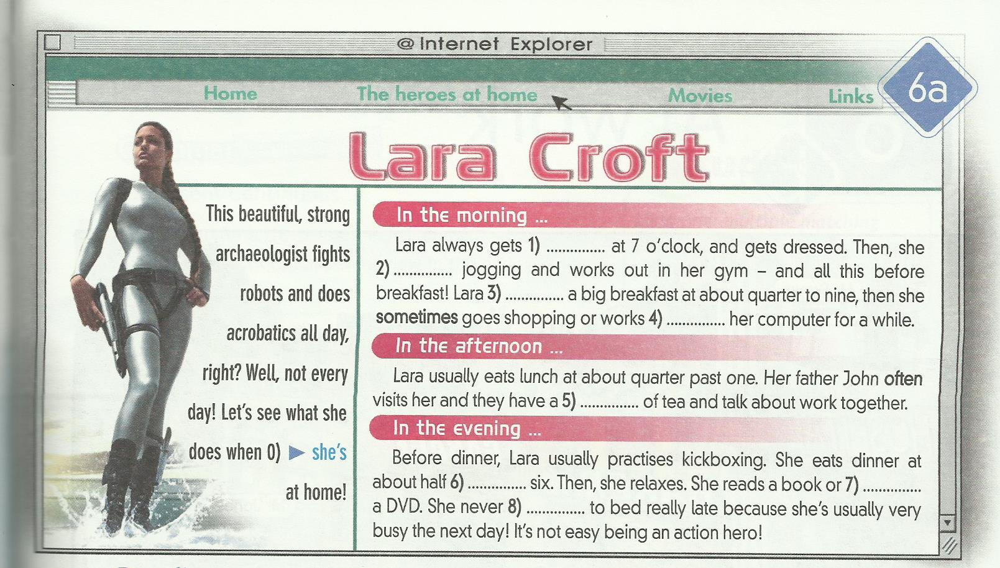 @ Internet Explorer
Home The heroes at home Movies Links
6a
Lara Croft
This beautiful, strong
archaeologist fights
robots and does
acrobatics all day,
right? Well, not every
day! Let's see what she
does when 0) ► she's
at home!
In the morning ...
Lara always gets 1) ............... at 7 o'clock, and gets dressed. Then, she
2) ............... jogging and works out in her gym – and all this before
breakfast! Lara 3) ............... a big breakfast at about quarter to nine, then she
sometimes goes shopping or works 4) ............... her computer for a while.
In the afternoon ...
Lara usually eats lunch at about quarter past one. Her father John often
visits her and they have a 5) ............... of tea and talk about work together.
In the evening ...
Before dinner, Lara usually practises kickboxing. She eats dinner at
about half 6) ............... six. Then, she relaxes. She reads a book or 7) ...............
a DVD. She never 8) ............... to bed really late because she's usually very
busy the next day! It's not easy being an action hero!